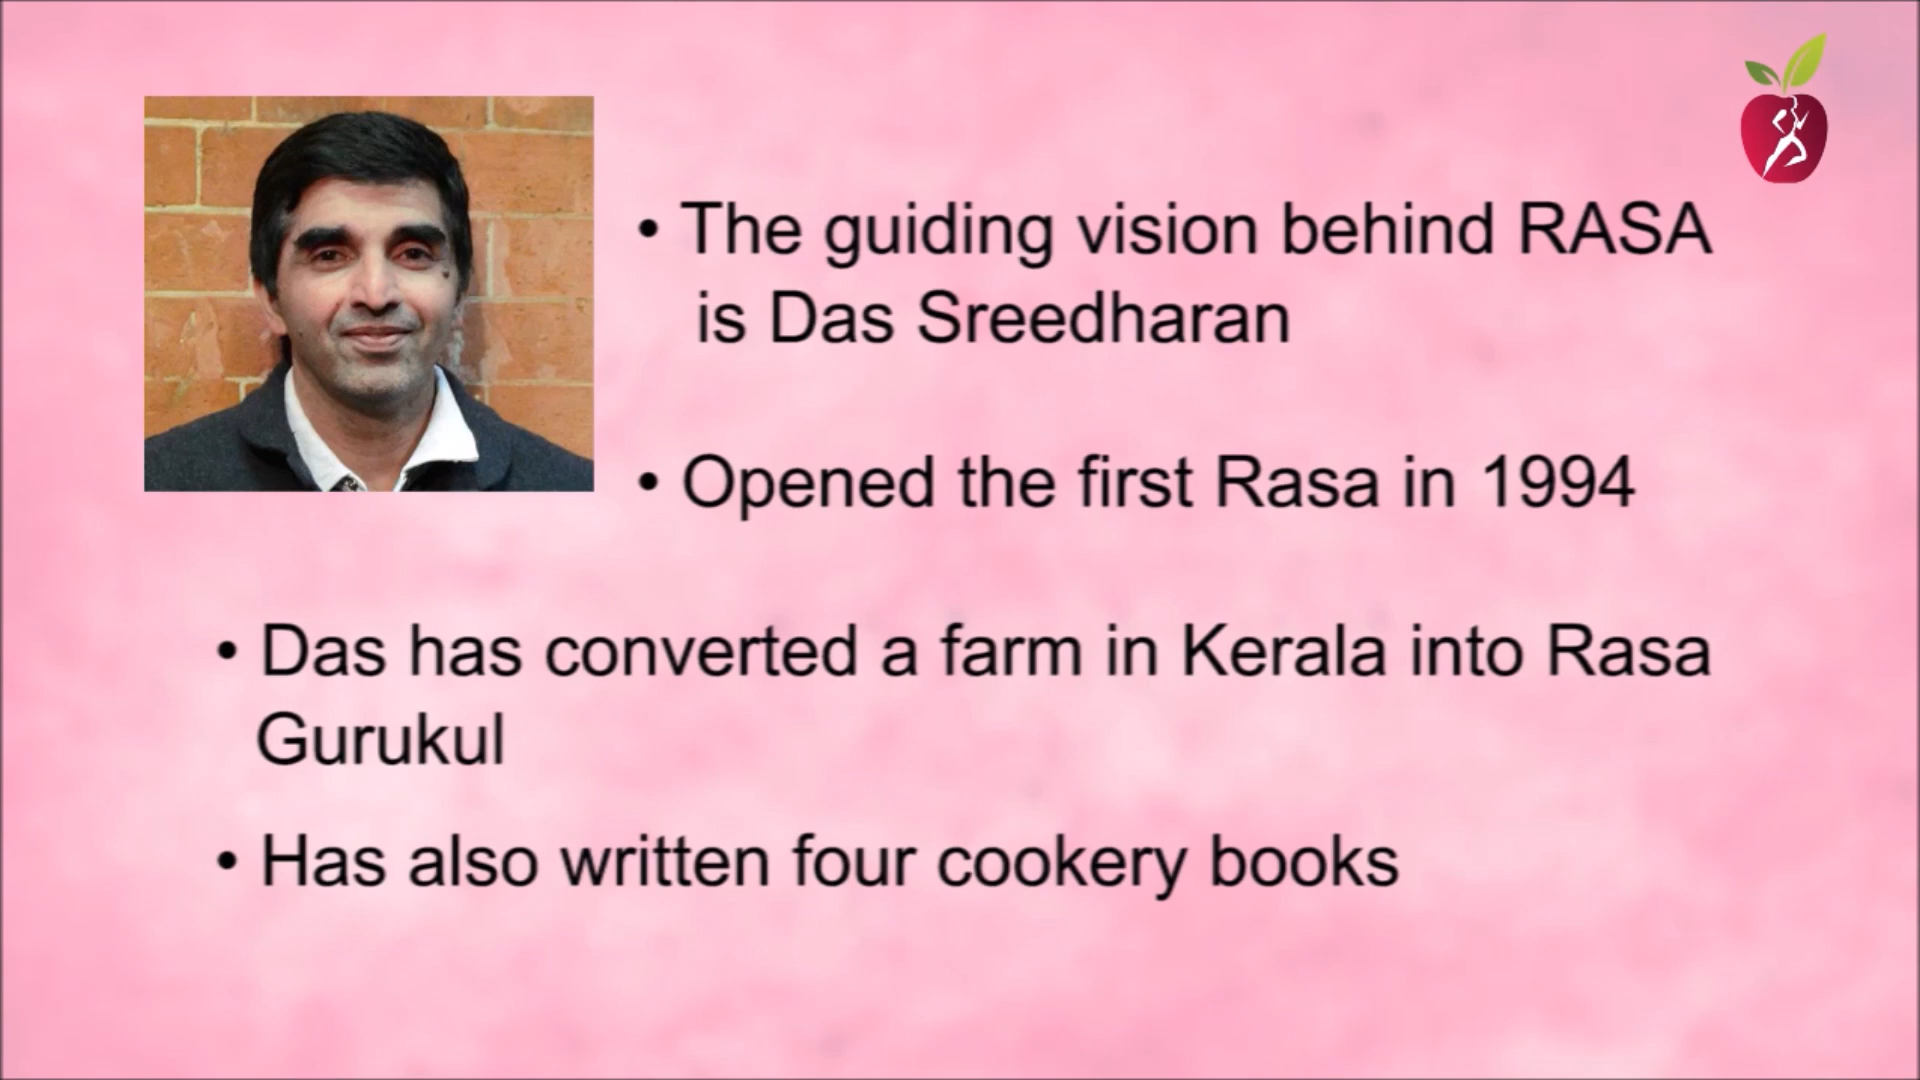 • The guiding vision behind RASA
is Das Sreedharan
• Opened the first Rasa in 1994
• Das has converted a farm in Kerala into Rasa
Gurukul
• Has also written four cookery books